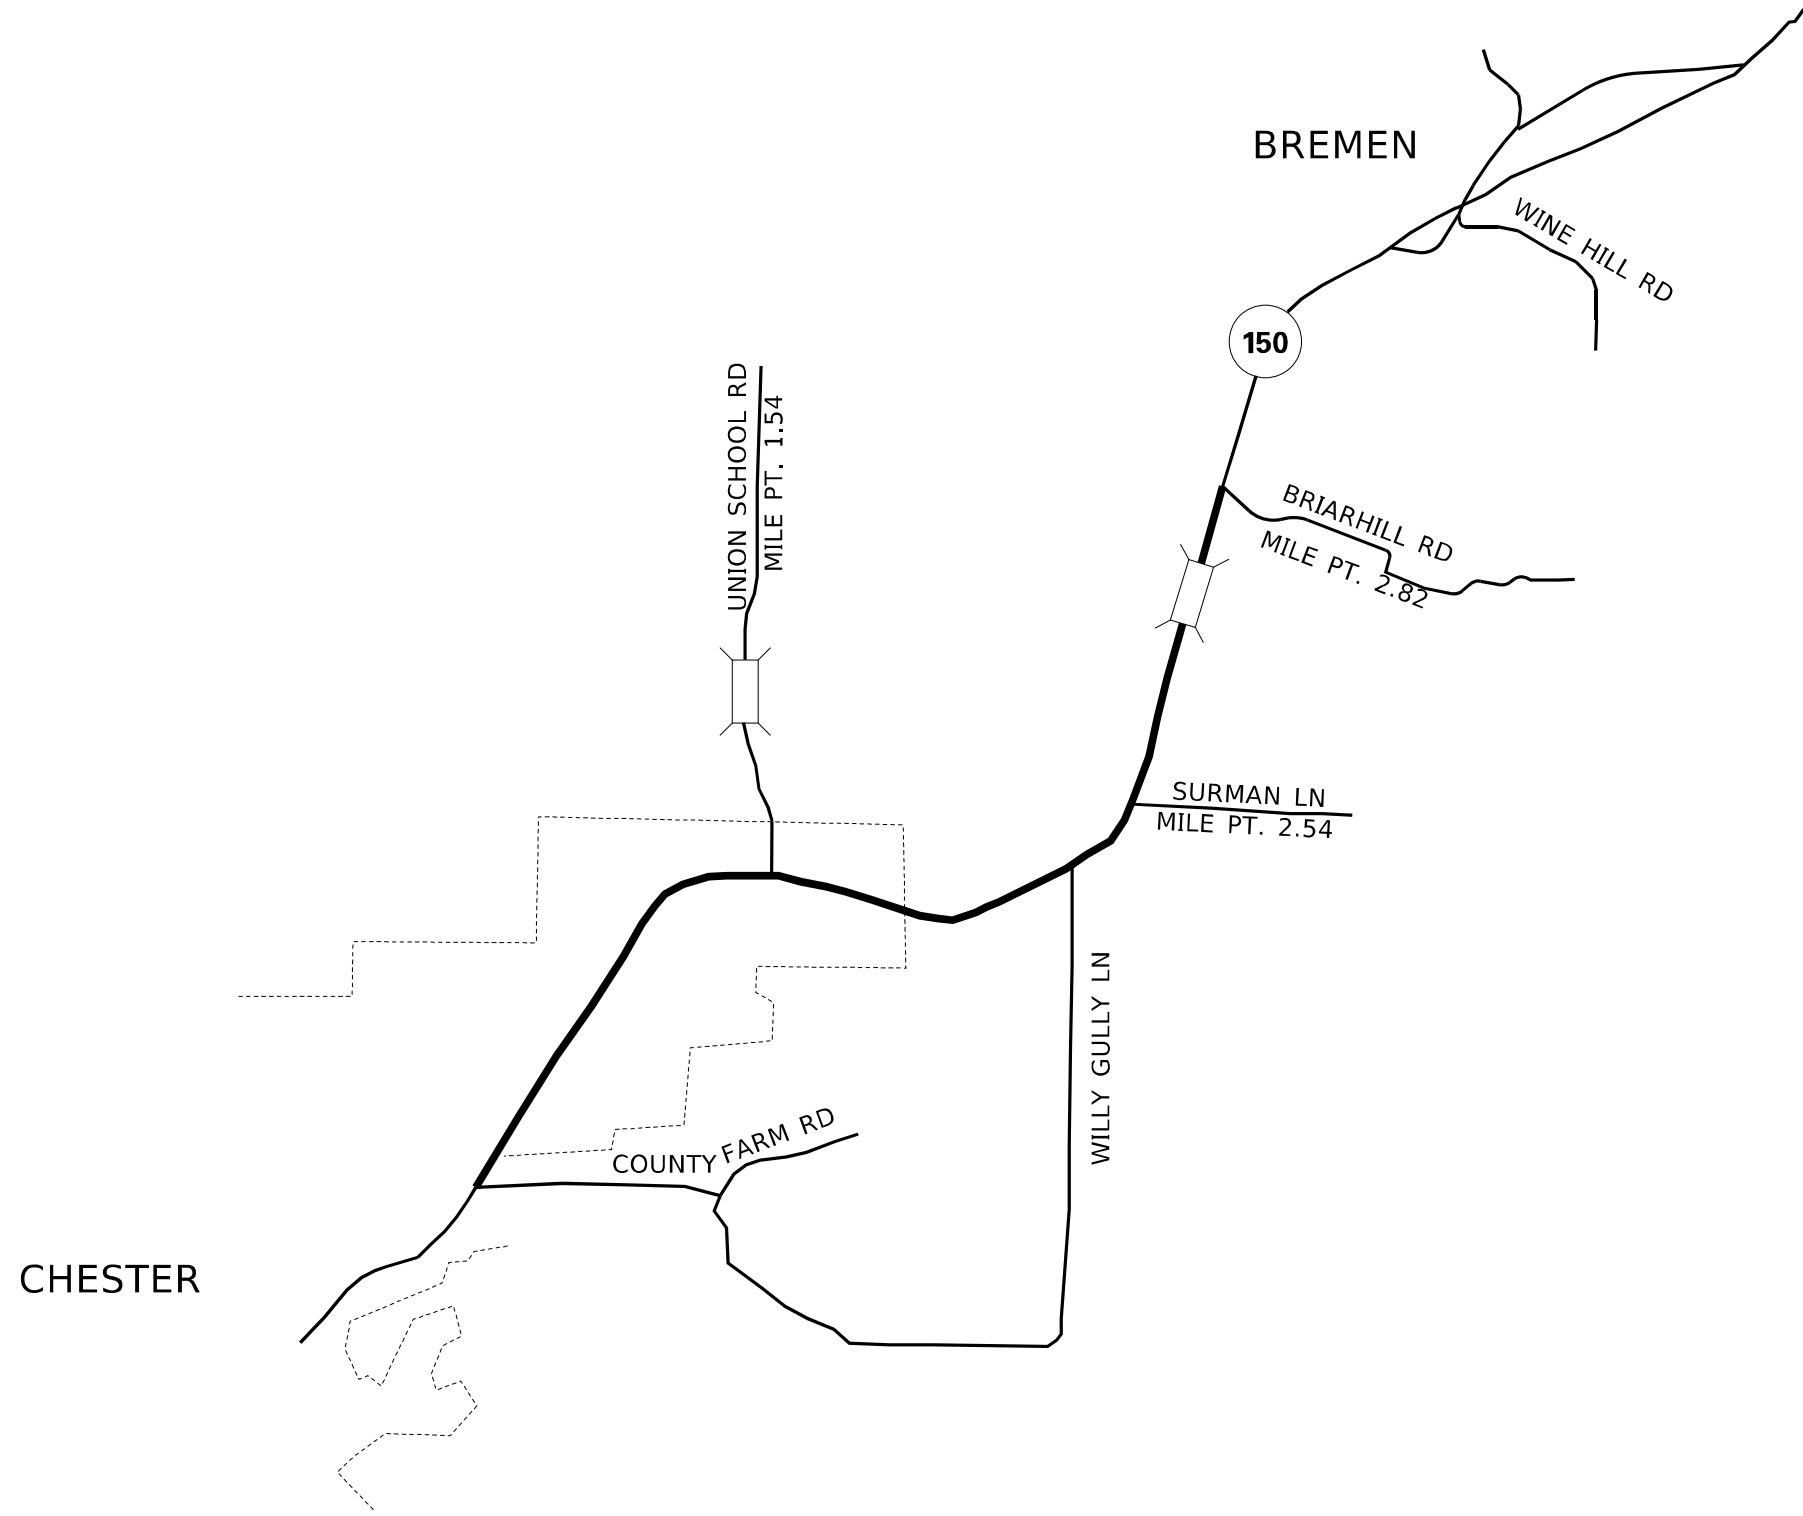 BREMEN
WINE HILL RD
150
UNION SCHOOL RD
MILE PT. 1.54
BRIARHILL RD
MILE PT. 2.82
SURMAN LN
MILE PT. 2.54
WILLY GULLY LN
COUNTY FARM RD
CHESTER